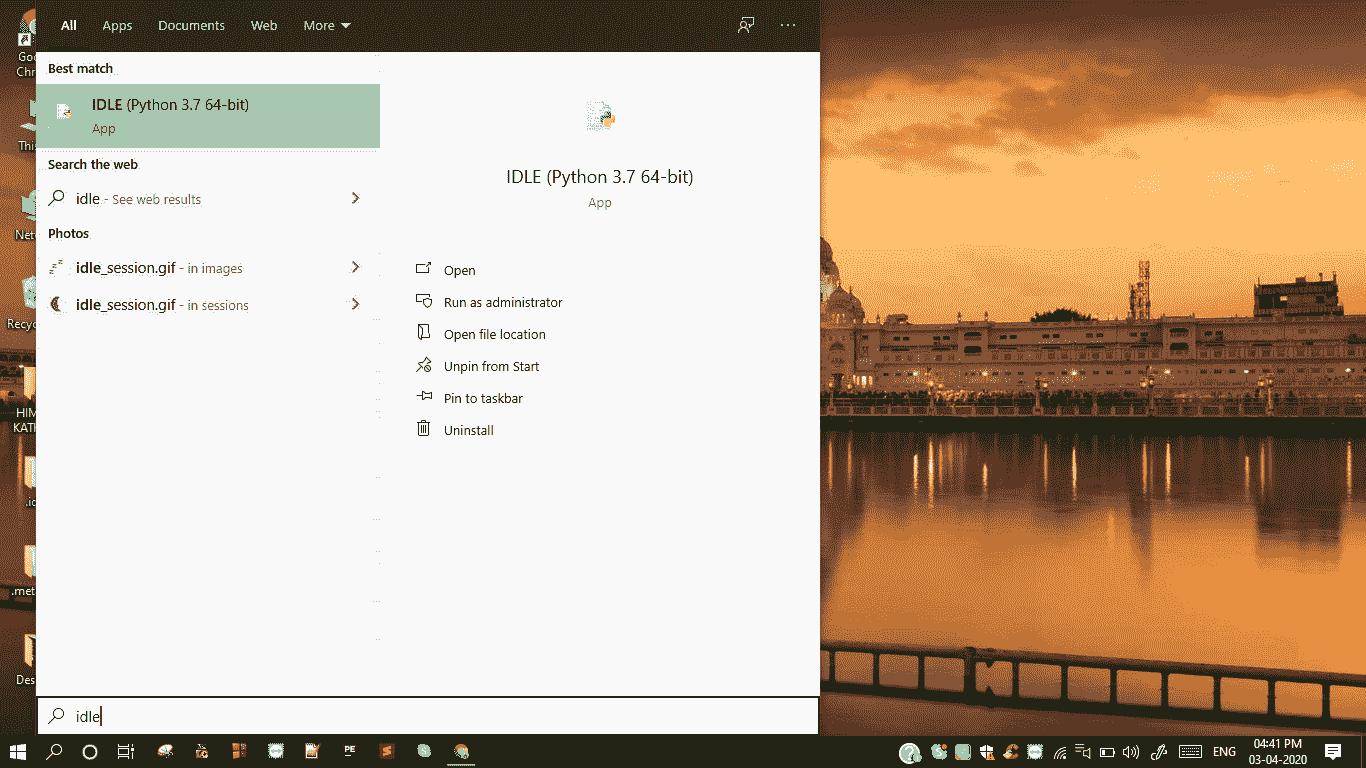 All Apps Documents Web More
Best match
IDLE (Python 3.7 64-bit)
App
Search the web
idle - See web results
Photos
idle_session.gif - in images
idle_session.gif - in sessions
IDLE (Python 3.7 64-bit)
App
Open
Run as administrator
Open file location
Unpin from Start
Pin to taskbar
Uninstall
idle
Goo
Chr
This
Net
Recyc
HIM
KATH
.id
.met
Des
PE
ENG
04:41 PM
03-04-2020